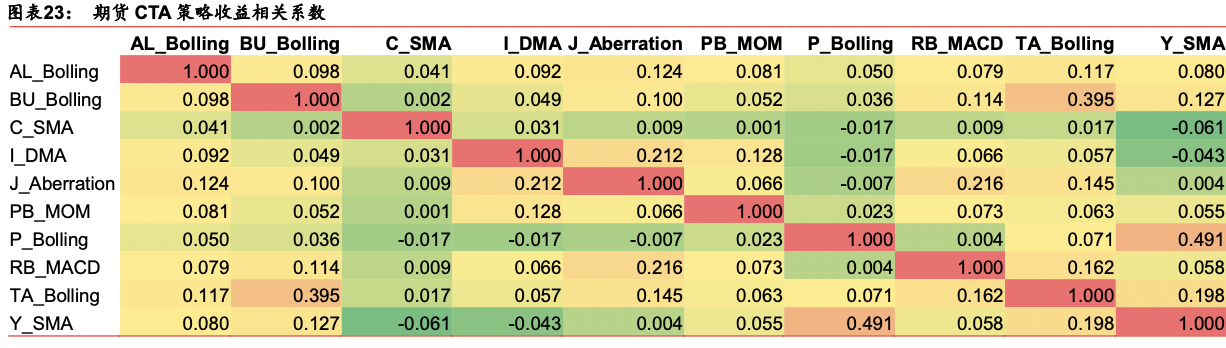 图表23： 期货 CTA 策略收益相关系数
AL_Bolling BU_Bolling C_SMA I_DMA J_Aberration PB_MOM P_Bolling RB_MACD TA_Bolling Y_SMA
AL_Bolling 1.000 0.098 0.041 0.092 0.124 0.081 0.050 0.079 0.117 0.080
BU_Bolling 0.098 1.000 0.002 0.049 0.100 0.052 0.036 0.114 0.395 0.127
C_SMA 0.041 0.002 1.000 0.031 0.009 0.001 -0.017 0.009 0.017 -0.061
I_DMA 0.092 0.049 0.031 1.000 0.212 0.128 -0.017 0.066 0.057 -0.043
J_Aberration 0.124 0.100 0.009 0.212 1.000 0.066 -0.007 0.216 0.145 0.004
PB_MOM 0.081 0.052 0.001 0.128 0.066 1.000 0.023 0.073 0.063 0.055
P_Bolling 0.050 0.036 -0.017 -0.017 -0.007 0.023 1.000 0.004 0.071 0.491
RB_MACD 0.079 0.114 0.009 0.066 0.216 0.073 0.004 1.000 0.162 0.058
TA_Bolling 0.117 0.395 0.017 0.057 0.145 0.063 0.071 0.162 1.000 0.198
Y_SMA 0.080 0.127 -0.061 -0.043 0.004 0.055 0.491 0.058 0.198 1.000